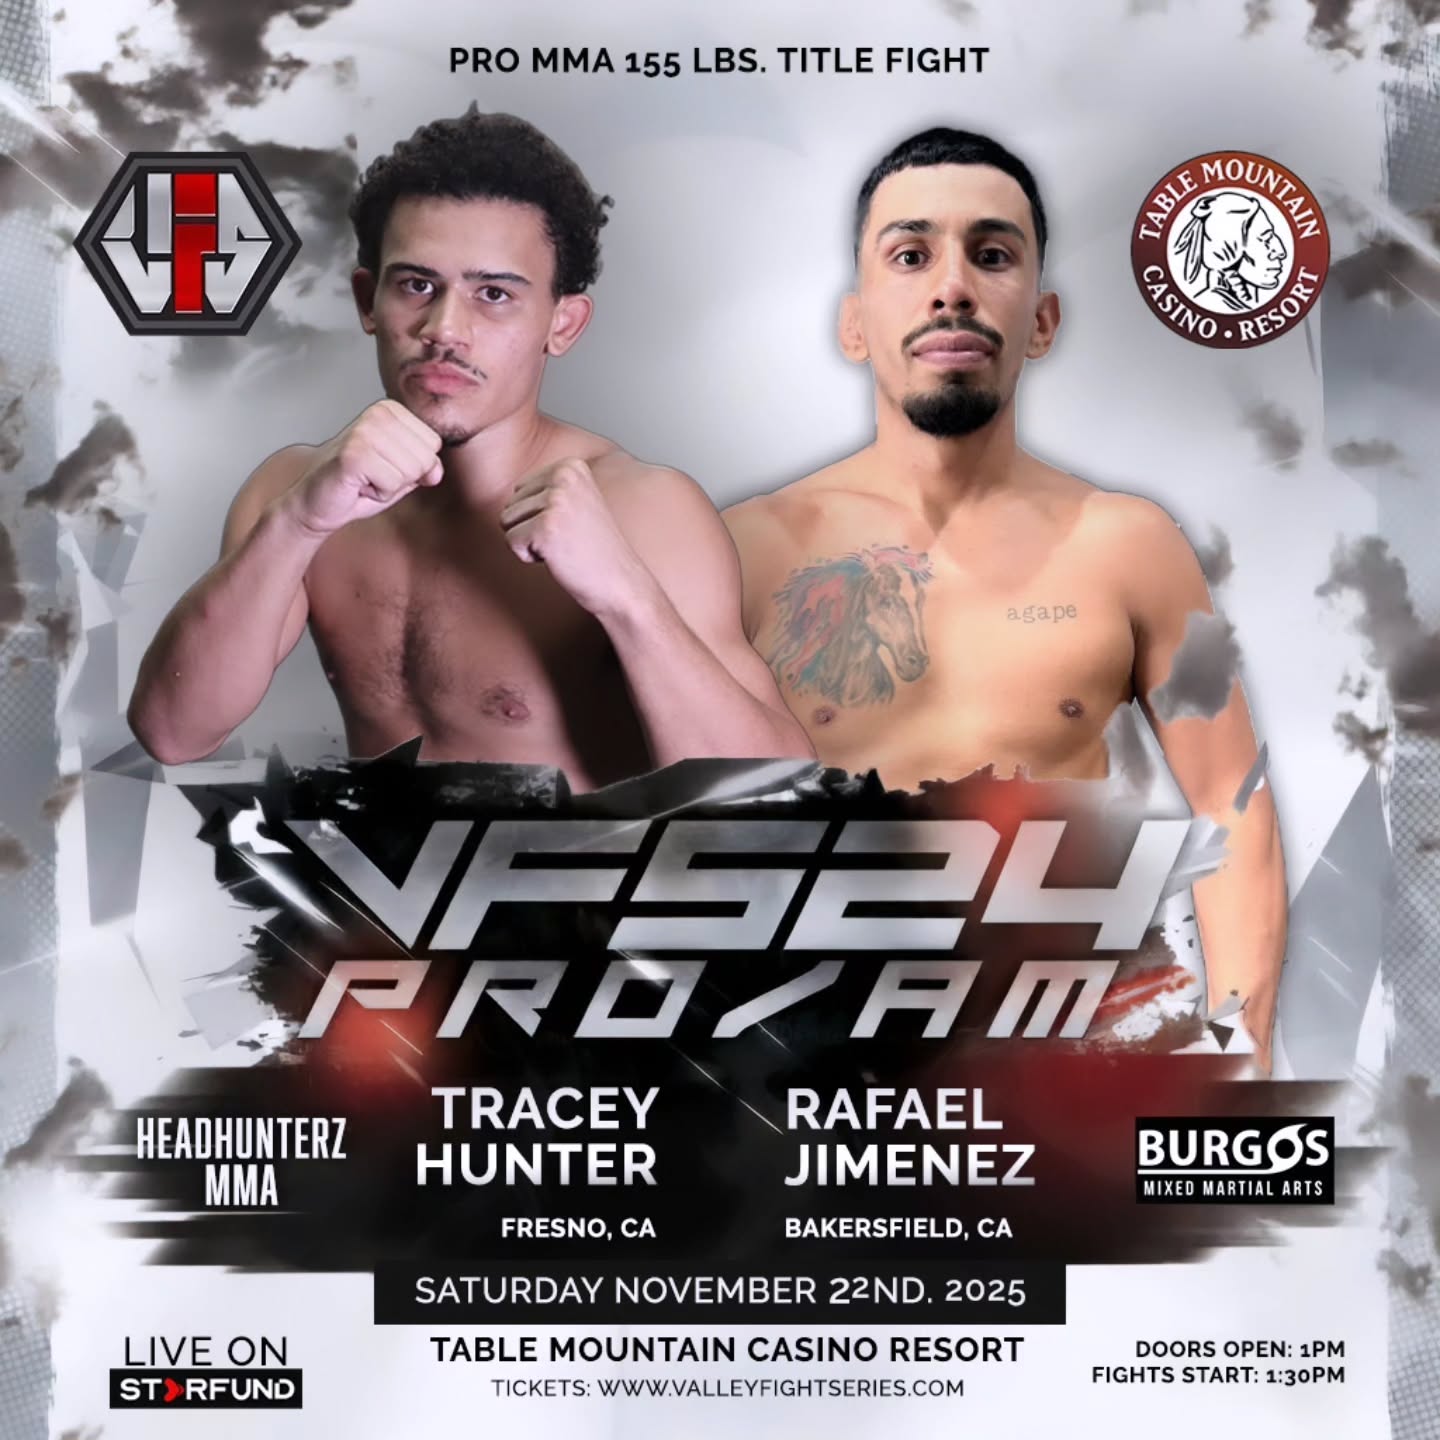 PRO MMA 155 LBS. TITLE FIGHT
VFS
TABLE MOUNTAIN
CASINO • RESORT
agape
VFS24
PRO/AM
HEADHUNTERZ
MMA
TRACEY
HUNTER
FRESNO, CA
RAFAEL
JIMENEZ
BAKERSFIELD, CA
BURGOS
MIXED MARTIAL ARTS
SATURDAY NOVEMBER 22ND. 2025
LIVE ON
STARFUND
TABLE MOUNTAIN CASINO RESORT
TICKETS: WWW.VALLEYFIGHTSERIES.COM
DOORS OPEN: 1PM
FIGHTS START: 1:30PM